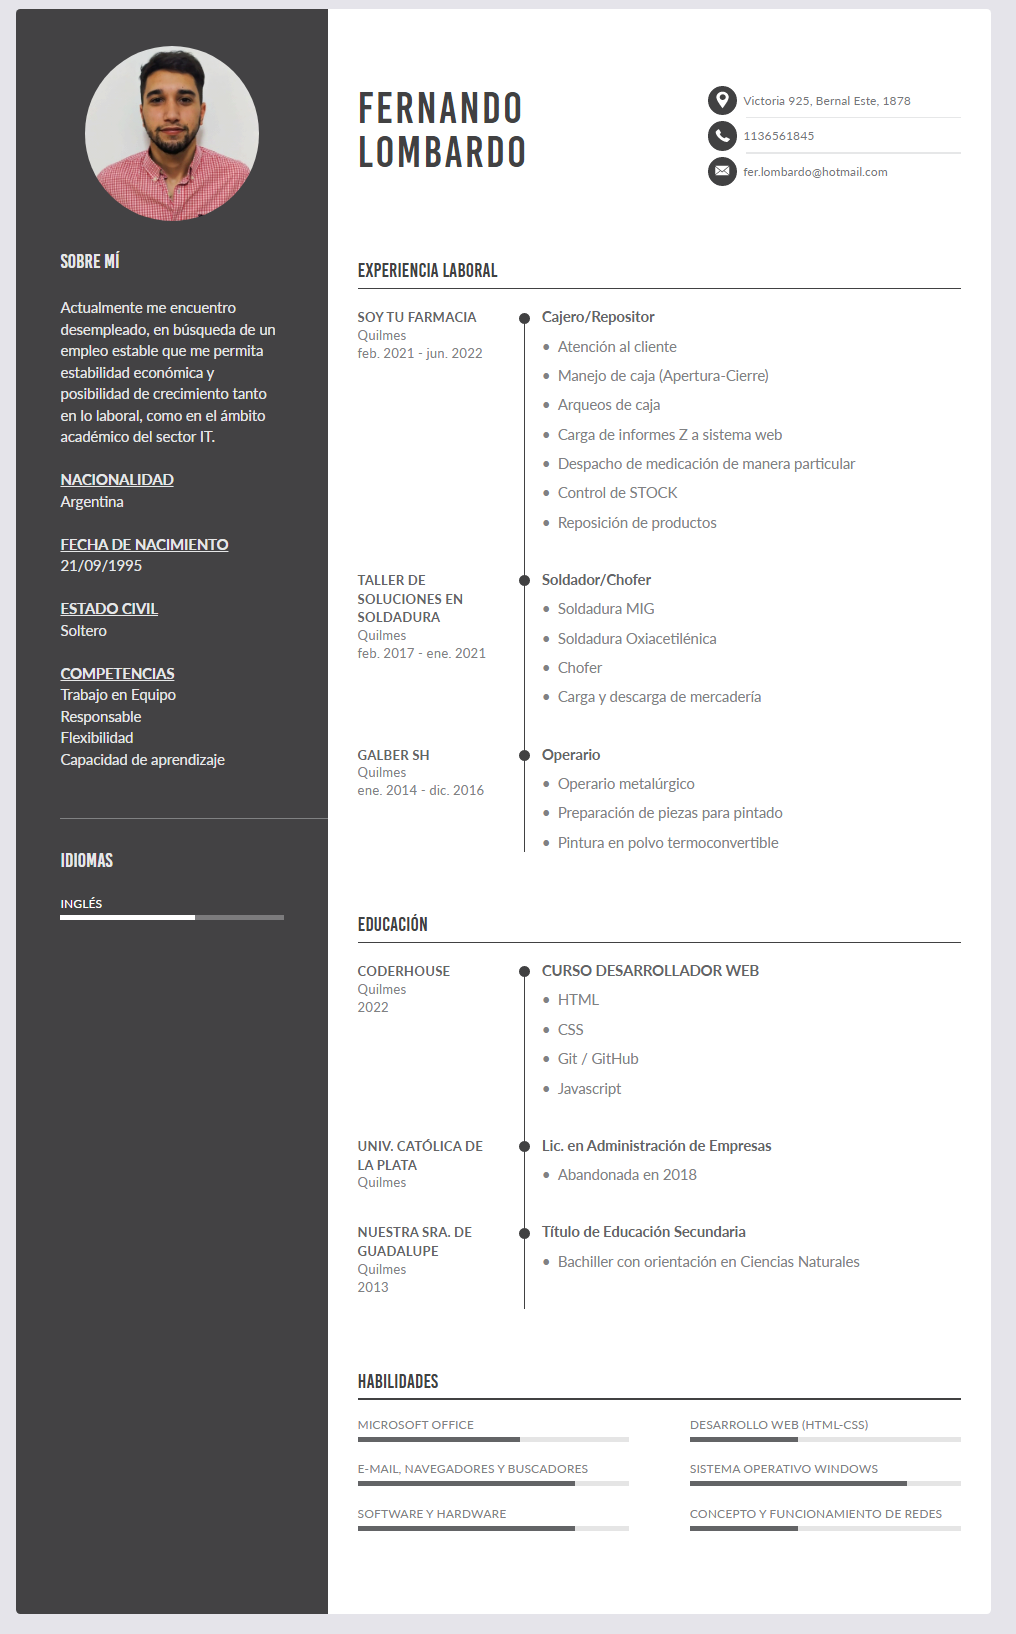 FERNANDO
LOMBARDO
Victoria 925, Bernal Este, 1878
1136561845
fer.lombardo@hotmail.com
SOBRE MÍ
Actualmente me encuentro
desempleado, en búsqueda de un
empleo estable que me permita
estabilidad económica y
posibilidad de crecimiento tanto
en lo laboral, como en el ámbito
académico del sector IT.
NACIONALIDAD
Argentina
FECHA DE NACIMIENTO
21/09/1995
ESTADO CIVIL
Soltero
COMPETENCIAS
Trabajo en Equipo
Responsable
Flexibilidad
Capacidad de aprendizaje
IDIOMAS
INGLÉS
EXPERIENCIA LABORAL
SOY TU FARMACIA
Quilmes
feb. 2021 - jun. 2022
Cajero/Repositor
• Atención al cliente
• Manejo de caja (Apertura-Cierre)
• Arqueos de caja
• Carga de informes Z a sistema web
• Despacho de medicación de manera particular
• Control de STOCK
• Reposición de productos
TALLER DE
SOLUCIONES EN
SOLDADURA
Quilmes
feb. 2017 - ene. 2021
Soldador/Chofer
• Soldadura MIG
• Soldadura Oxiacetilénica
• Chofer
• Carga y descarga de mercadería
GALBER SH
Quilmes
ene. 2014 - dic. 2016
Operario
• Operario metalúrgico
• Preparación de piezas para pintado
• Pintura en polvo termoconvertible
EDUCACIÓN
CODERHOUSE
Quilmes
2022
CURSO DESARROLLADOR WEB
• HTML
• CSS
• Git / GitHub
• Javascript
UNIV. CATÓLICA DE
LA PLATA
Quilmes
Lic. en Administración de Empresas
• Abandonada en 2018
NUESTRA SRA. DE
GUADALUPE
Quilmes
2013
Título de Educación Secundaria
• Bachiller con orientación en Ciencias Naturales
HABILIDADES
MICROSOFT OFFICE
DESARROLLO WEB (HTML-CSS)
E-MAIL, NAVEGADORES Y BUSCADORES
SISTEMA OPERATIVO WINDOWS
SOFTWARE Y HARDWARE
CONCEPTO Y FUNCIONAMIENTO DE REDES